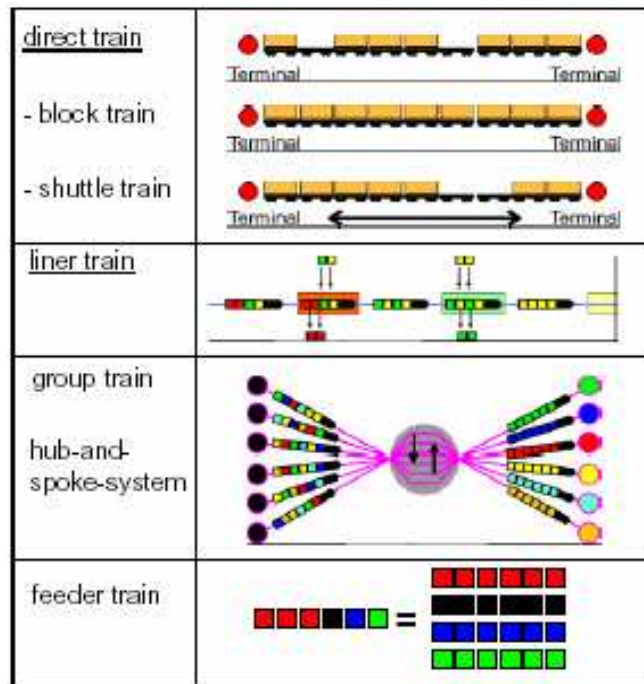 direct train
Terminal Terminal
- block train
Terminal Terminal
- shuttle train
Terminal Terminal
liner train
group train
hub-and-
spoke-system
feeder train
=